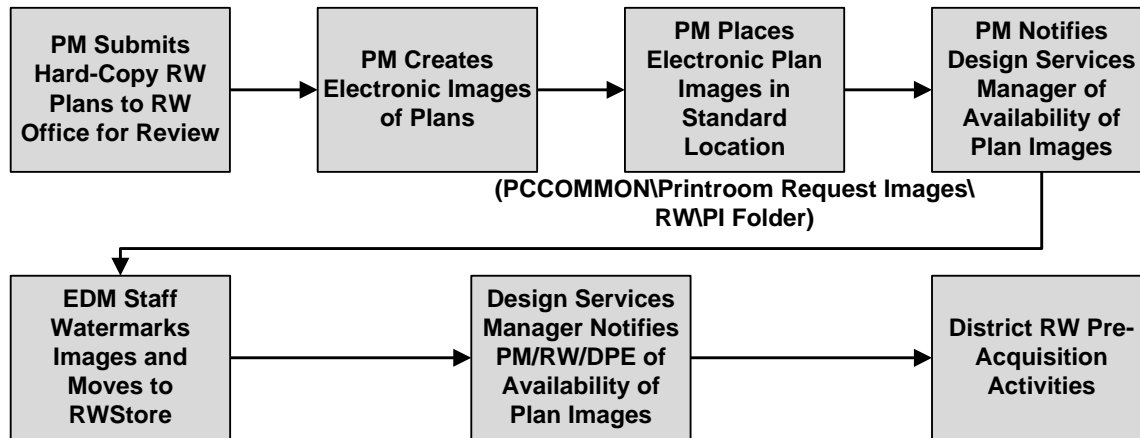 PM Submits
Hard-Copy RW
Plans to RW
Office for Review
PM Creates
Electronic Images
of Plans
PM Places
Electronic Plan
Images in
Standard
Location
PM Notifies
Design Services
Manager of
Availability of
Plan Images
(PCCOMMON\Printroom Request Images\
RW\PI Folder)
EDM Staff
Watermarks
Images and
Moves to
RWStore
Design Services
Manager Notifies
PM/RW/DPE of
Availability of
Plan Images
District RW Pre-
Acquisition
Activities